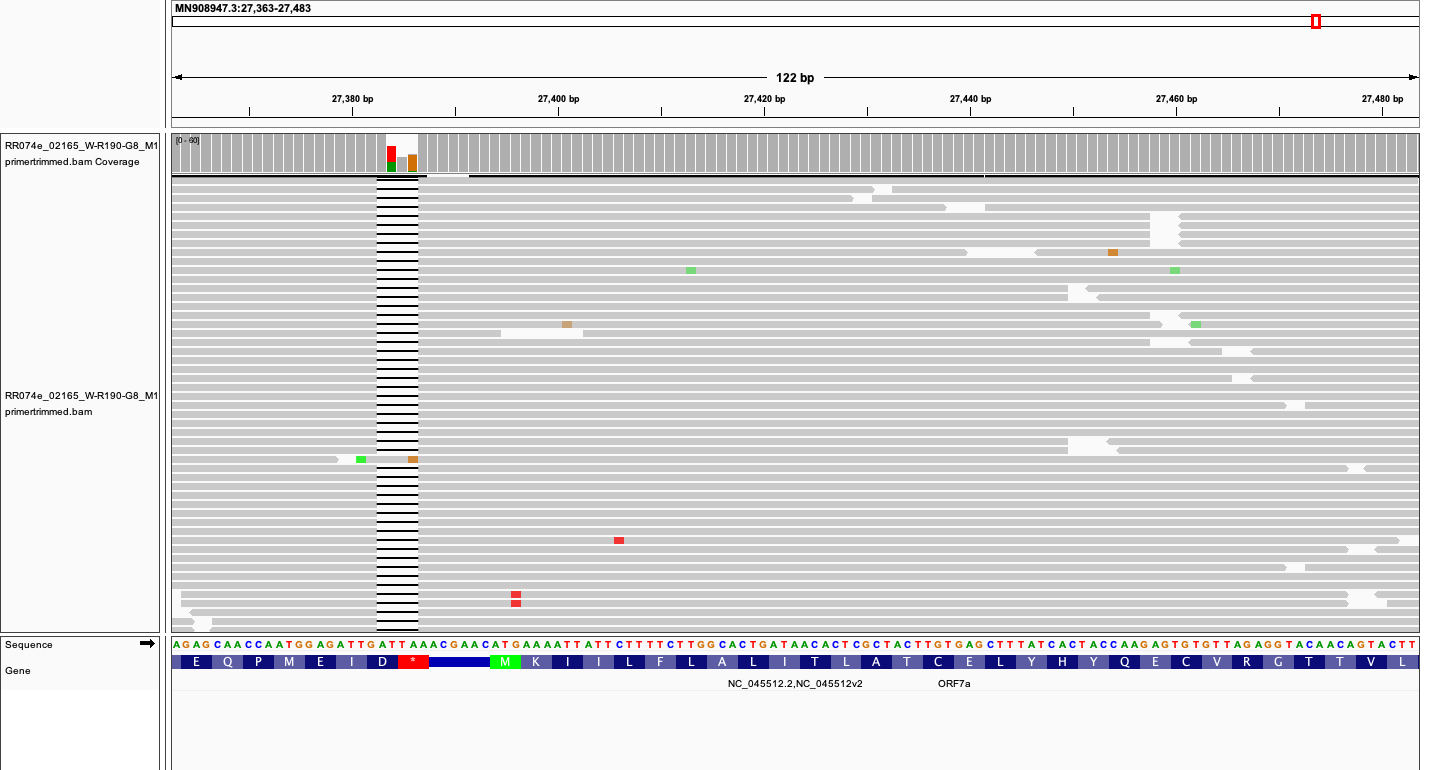 MN908947.3:27,363-27,483
122 bp
27,380 bp 27,400 bp 27,420 bp 27,440 bp 27,460 bp 27,480 bp
RR074e_02165_W-R190-G8_M1
primertrimmed.bam Coverage
[0 - 60]
RR074e_02165_W-R190-G8_M1
primertrimmed.bam
Sequence
AGAGCAACCAATGGAGATTGATTAAACGAACATGAAAATTATTCTTTTCTTGGCACTGATAACACTCGCTACTTGTGAGCTTTATCACTACCAAGAGTGTGTTAGAGGTACAACAGTACTT
Gene
E Q P M E I D * M K I I L F L A L I T L A T C E L Y H Y Q E C V R G T T V L
NC_045512.2,NC_045512v2 ORF7a